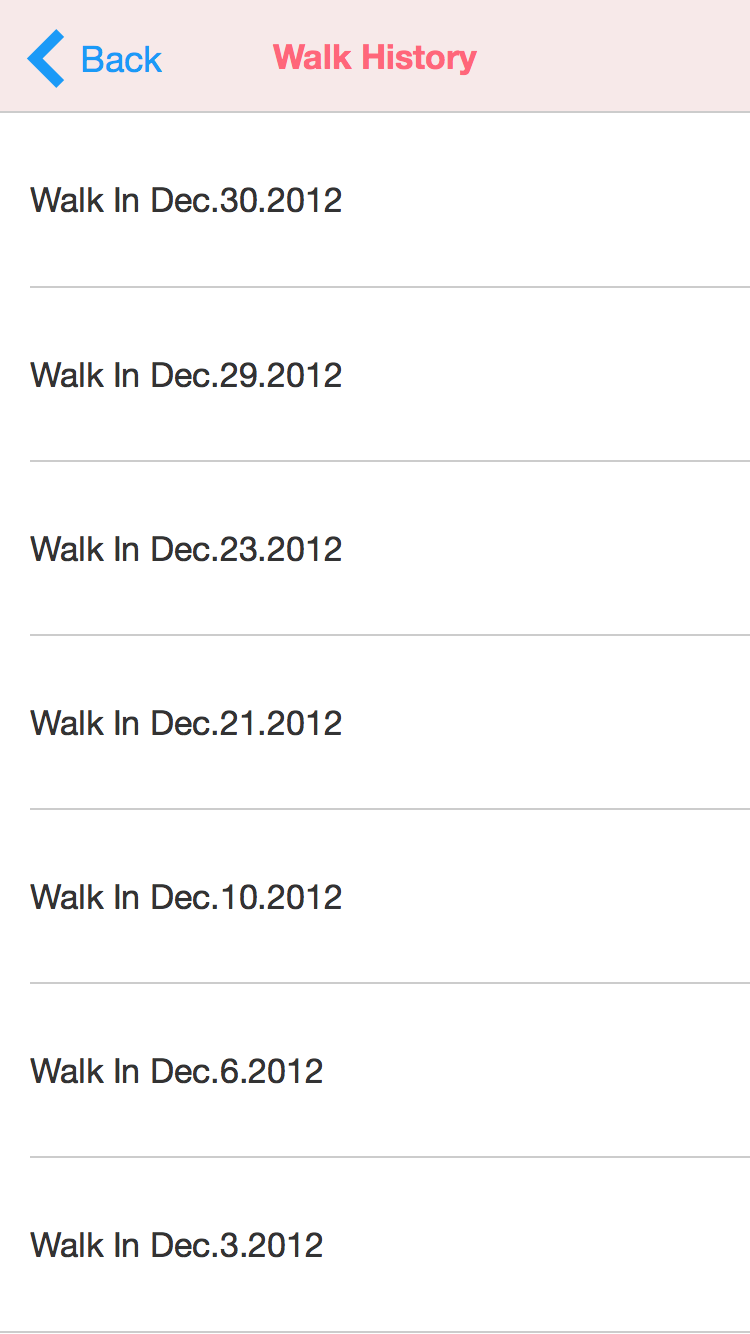 Back
Walk History
Walk In Dec.30.2012
Walk In Dec.29.2012
Walk In Dec.23.2012
Walk In Dec.21.2012
Walk In Dec.10.2012
Walk In Dec.6.2012
Walk In Dec.3.2012